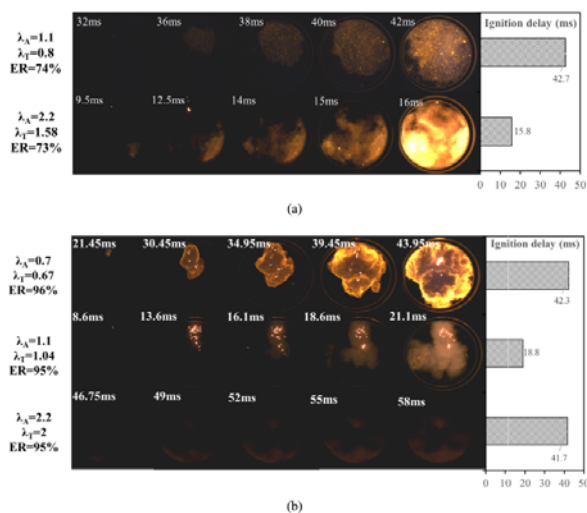 32ms 36ms 38ms 40ms 42ms Ignition delay (ms)
λA=1.1
λT=0.8
ER=74%
42.7
9.5ms 12.5ms 14ms 15ms 16ms
λA=2.2
λT=1.58
ER=73%
15.8
0 10 20 30 40 50
(a)
21.45ms 30.45ms 34.95ms 39.45ms 43.95ms Ignition delay (ms)
λA=0.7
λT=0.67
ER=96%
42.3
8.6ms 13.6ms 16.1ms 18.6ms 21.1ms
λA=1.1
λT=1.04
ER=95%
18.8
46.75ms 49ms 52ms 55ms 58ms
λA=2.2
λT=2
ER=95%
41.7
0 10 20 30 40 50
(b)